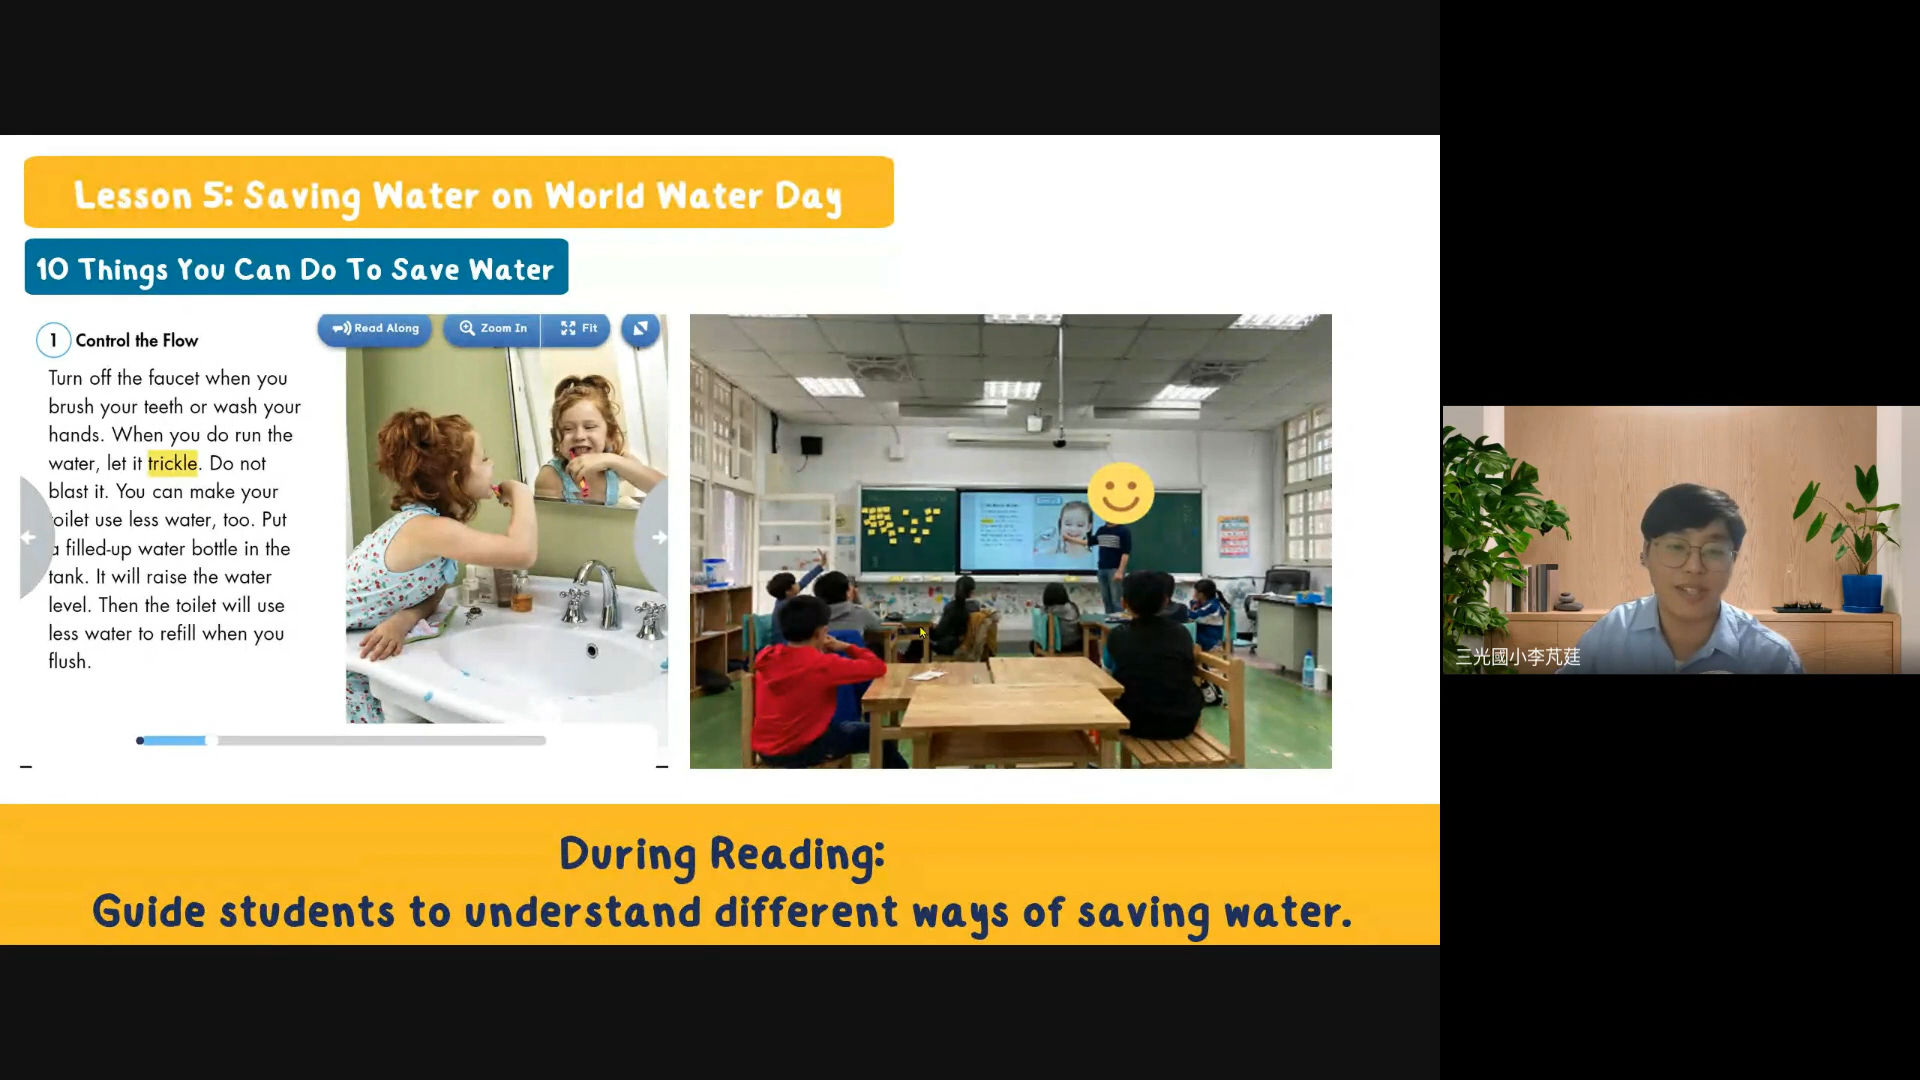 Lesson 5: Saving Water on World Water Day
10 Things You Can Do To Save Water
1 Control the Flow
Read Along
Zoom In
Fit
Turn off the faucet when you
brush your teeth or wash your
hands. When you do run the
water, let it trickle. Do not
blast it. You can make your
toilet use less water, too. Put
a filled-up water bottle in the
tank. It will raise the water
level. Then the toilet will use
less water to refill when you
flush.
During Reading:
Guide students to understand different ways of saving water.
三光國小李芃莛